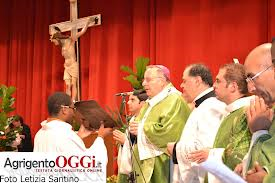 AgrigentoOGGi.it
TESTATA GIORNALISTICA ONLINE
Foto Letizia Santino